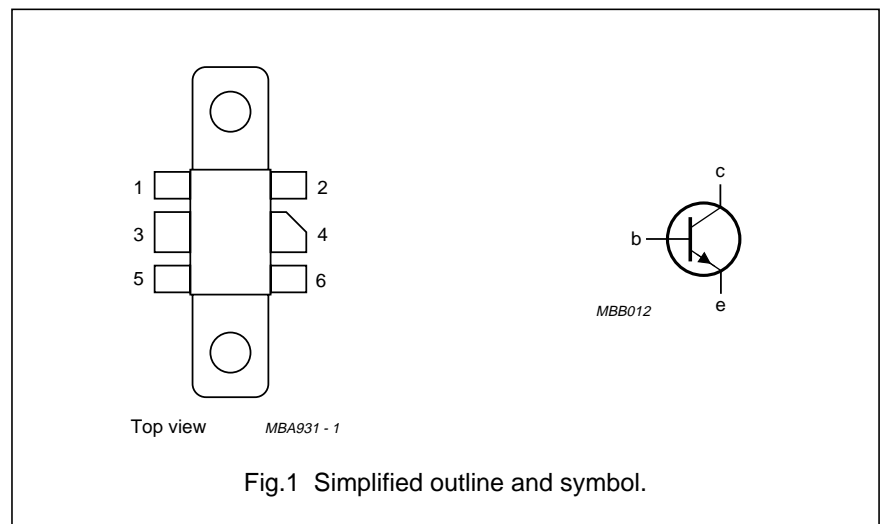 1
2
3
4
5
6
c
b
e
MBB012
Top view
MBA931 - 1
Fig.1 Simplified outline and symbol.